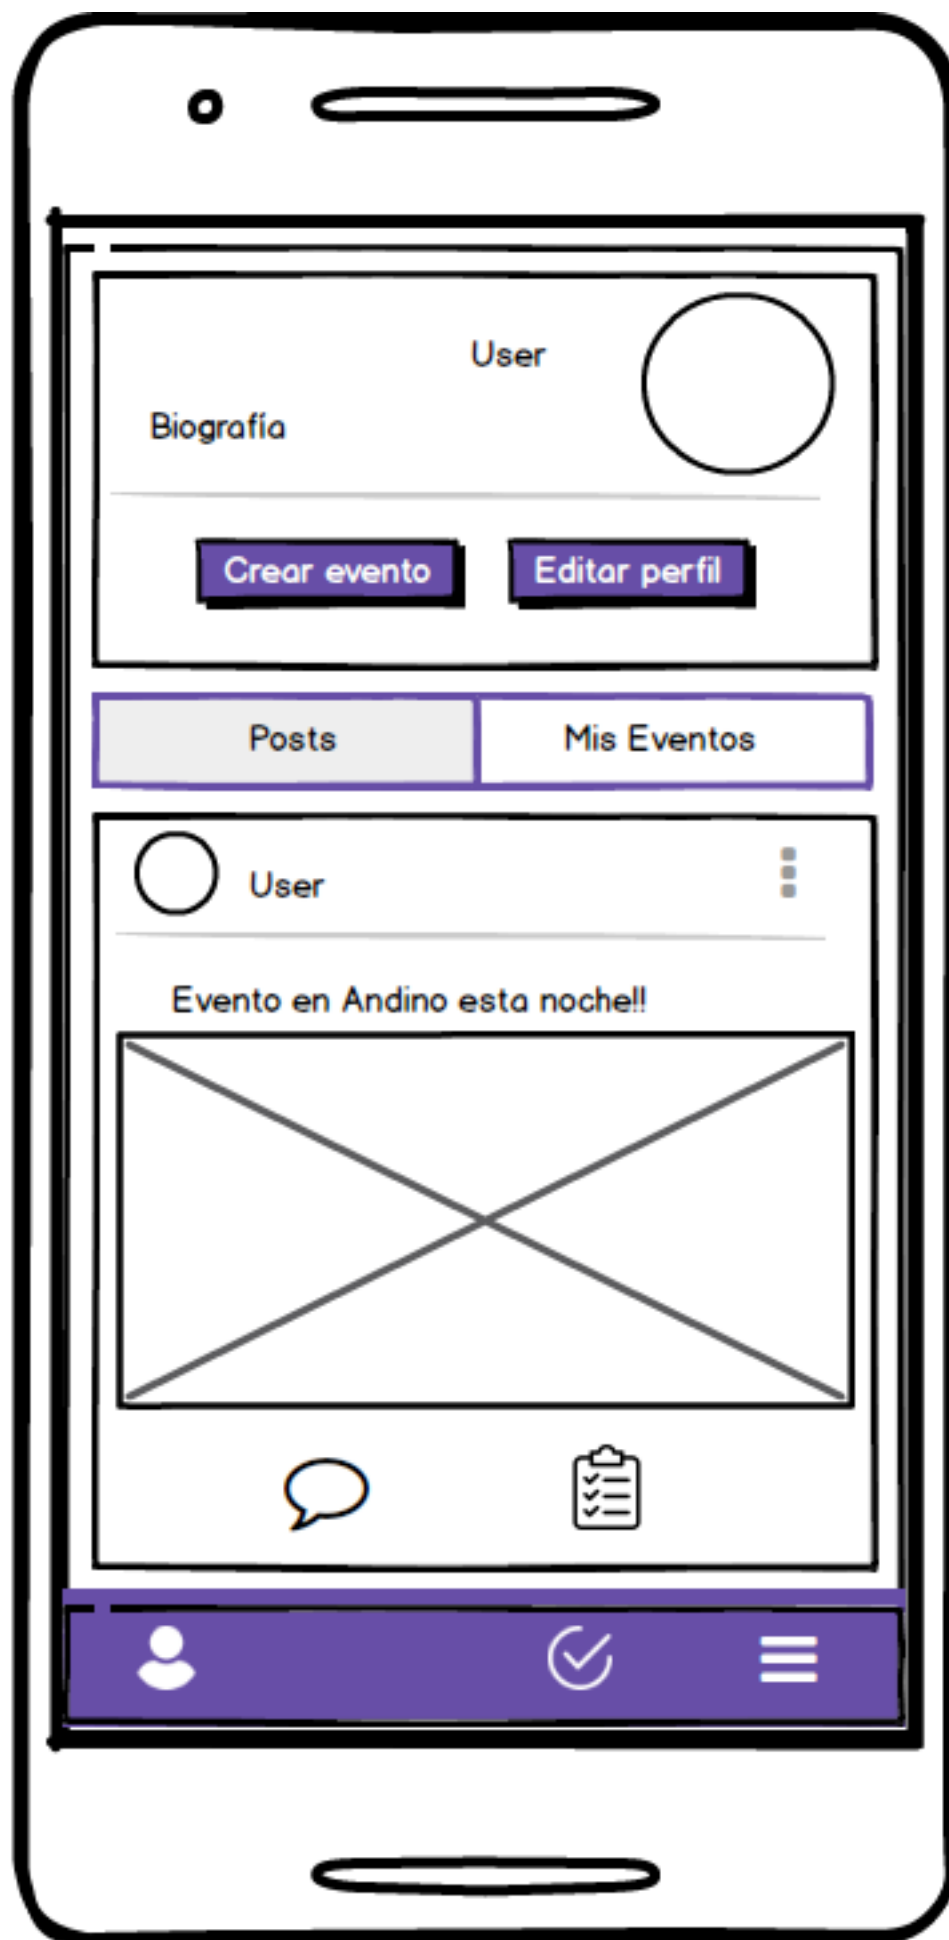 User
Biografía
Crear evento
Editar perfil
Posts
Mis Eventos
User
Evento en Andino esta noche!!